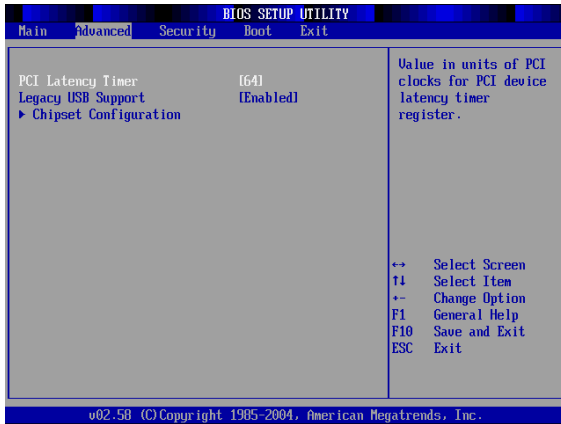 BIOS SETUP UTILITY
Main Advanced Security Boot Exit
PCI Latency Timer [64]
Legacy USB Support [Enabled]
▶ Chipset Configuration
Value in units of PCI
clocks for PCI device
latency timer
register.
↔ Select Screen
↑↓ Select Item
+- Change Option
F1 General Help
F10 Save and Exit
ESC Exit
v02.58 (C)Copyright 1985-2004, American Megatrends, Inc.